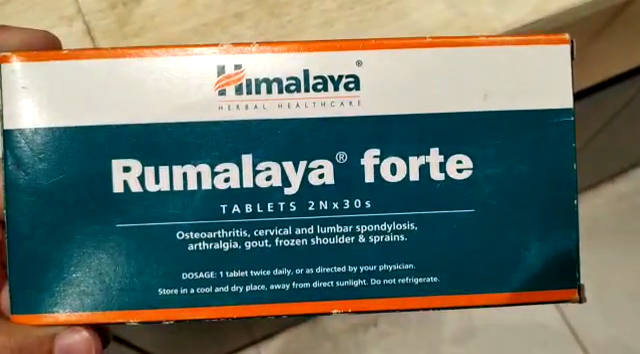 Himalaya®
HERBAL HEALTHCARE
Rumalaya® forte
TABLETS 2Nx30s
Osteoarthritis, cervical and lumbar spondylosis,
arthralgia, gout, frozen shoulder & sprains.
DOSAGE: 1 tablet twice daily, or as directed by your physician.
Store in a cool and dry place, away from direct sunlight. Do not refrigerate.